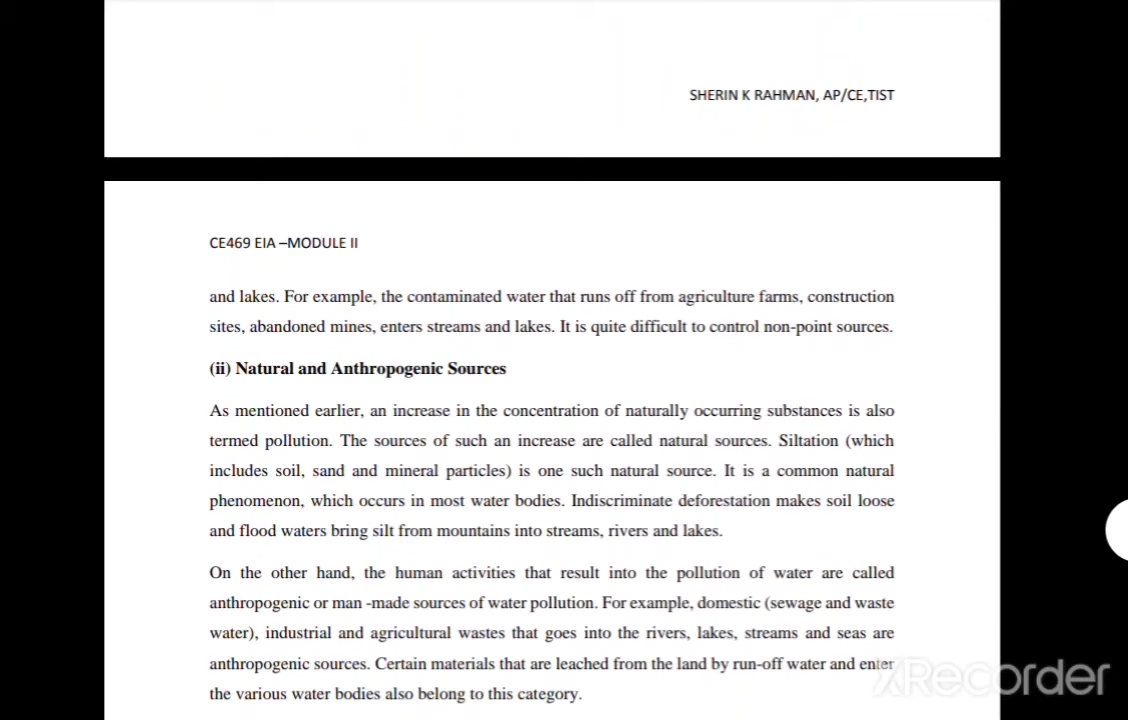 SHERIN K RAHMAN, AP/CE,TIST
CE469 EIA –MODULE II
and lakes. For example, the contaminated water that runs off from agriculture farms, construction
sites, abandoned mines, enters streams and lakes. It is quite difficult to control non-point sources.
(ii) Natural and Anthropogenic Sources
As mentioned earlier, an increase in the concentration of naturally occurring substances is also
termed pollution. The sources of such an increase are called natural sources. Siltation (which
includes soil, sand and mineral particles) is one such natural source. It is a common natural
phenomenon, which occurs in most water bodies. Indiscriminate deforestation makes soil loose
and flood waters bring silt from mountains into streams, rivers and lakes.
On the other hand, the human activities that result into the pollution of water are called
anthropogenic or man -made sources of water pollution. For example, domestic (sewage and waste
water), industrial and agricultural wastes that goes into the rivers, lakes, streams and seas are
anthropogenic sources. Certain materials that are leached from the land by run-off water and enter
the various water bodies also belong to this category.
XRecorder